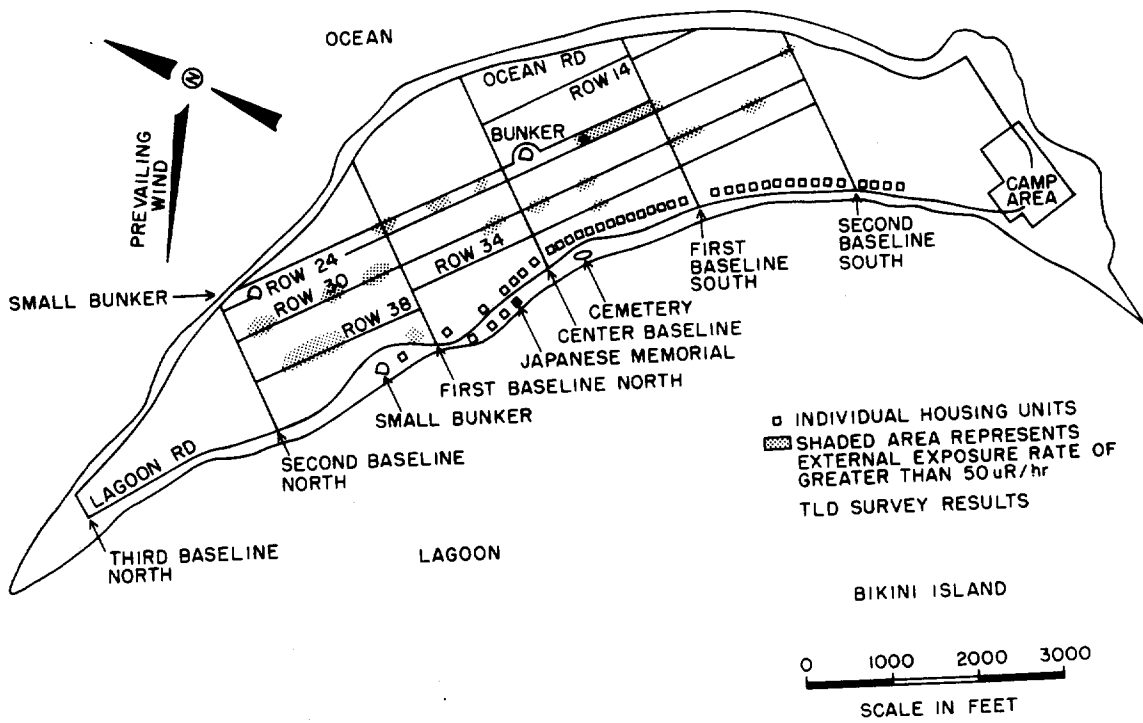 OCEAN
N
PREVAILING
WIND
OCEAN RD
ROW 14
BUNKER
CAMP
AREA
ROW 24
ROW 30
ROW 34
ROW 38
SMALL BUNKER
SECOND
BASELINE
SOUTH
FIRST
BASELINE
SOUTH
CEMETERY
CENTER BASELINE
JAPANESE MEMORIAL
FIRST BASELINE NORTH
SMALL BUNKER
SECOND BASELINE
NORTH
LAGOON RD
THIRD BASELINE
NORTH
LAGOON
INDIVIDUAL HOUSING UNITS
SHADED AREA REPRESENTS
EXTERNAL EXPOSURE RATE OF
GREATER THAN 50uR/hr
TLD SURVEY RESULTS
BIKINI ISLAND
0 1000 2000 3000
SCALE IN FEET